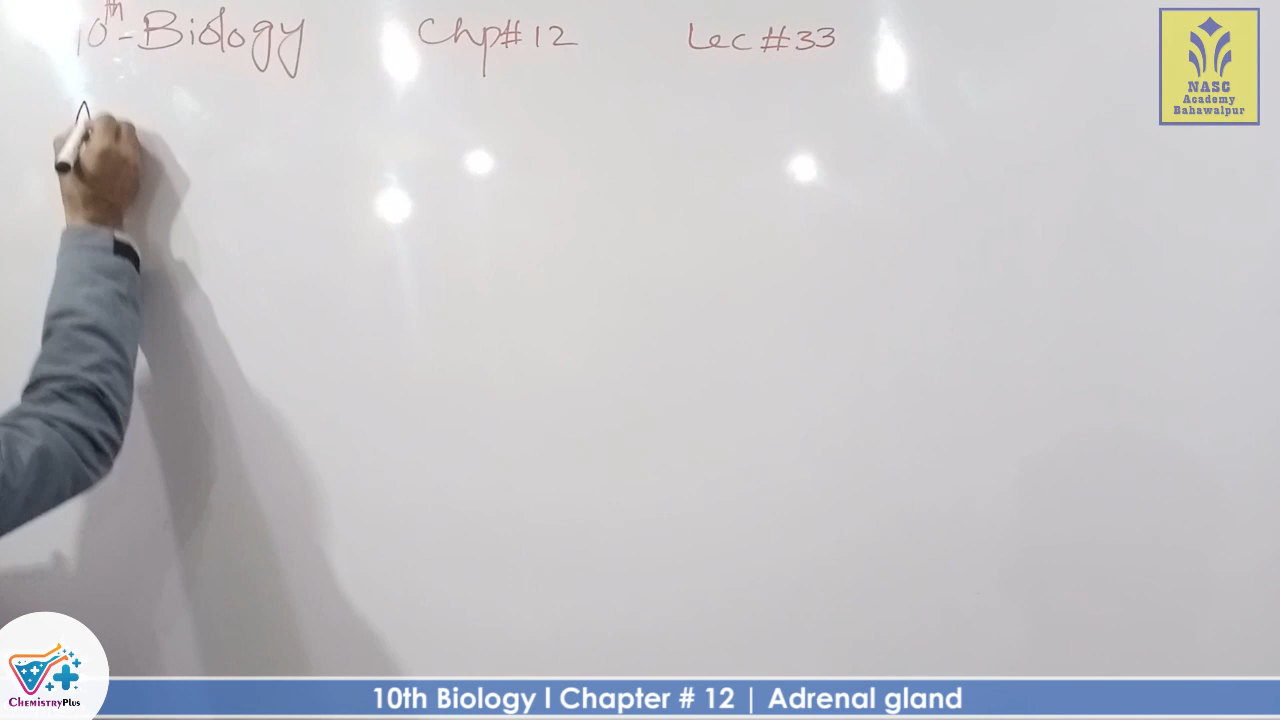 10th - Biology Chp# 12 Lec # 33
A
NASC
Academy
Bahawalpur
ChemistryPlus
10th Biology I Chapter # 12 | Adrenal gland